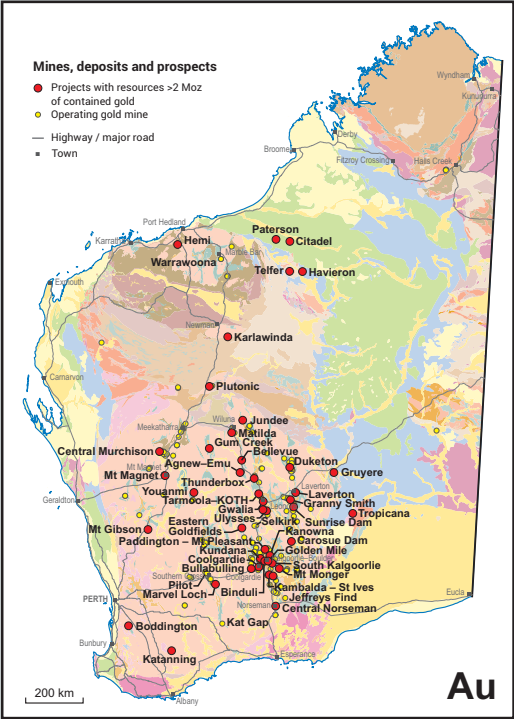 Mines, deposits and prospects
Projects with resources >2 Moz
of contained gold
Operating gold mine
Highway / major road
Town
Wyndham
Kununurra
Derby
Broome
Fitzroy Crossing
Halls Creek
Port Hedland
Karratha
Hemi
Paterson
Citadel
Marble Bar
Warrawoona
Telfer
Havieron
Exmouth
Newman
Karlawinda
Carnarvon
Plutonic
Wiluna
Jundee
Meekatharra
Matilda
Gum Creek
Central Murchison
Bellevue
Mt Magnet
Agnew–Emu
Duketon
Mt Magnet
Gruyere
Thunderbox
Laverton
Youanmi
Laverton
Geraldton
Tarmoola–KOTH
Granny Smith
Gwalia
Leonora
Tropicana
Ulysses
Selkirk
Sunrise Dam
Eastern
Goldfields
Mt Gibson
Kanowna
Paddington – Mt Pleasant
Carosue Dam
Kundana
Golden Mile
Coolgardie
Kalgoorlie–Boulder
South Kalgoorlie
Bullabulling
Mt Monger
Southern Cross
Coolgardie
Pilot
Kambalda – St Ives
Marvel Loch
Binduli
Jeffreys Find
PERTH
Norseman
Central Norseman
Eucla
Kat Gap
Boddington
Bunbury
Katanning
Esperance
Albany
200 km
Au